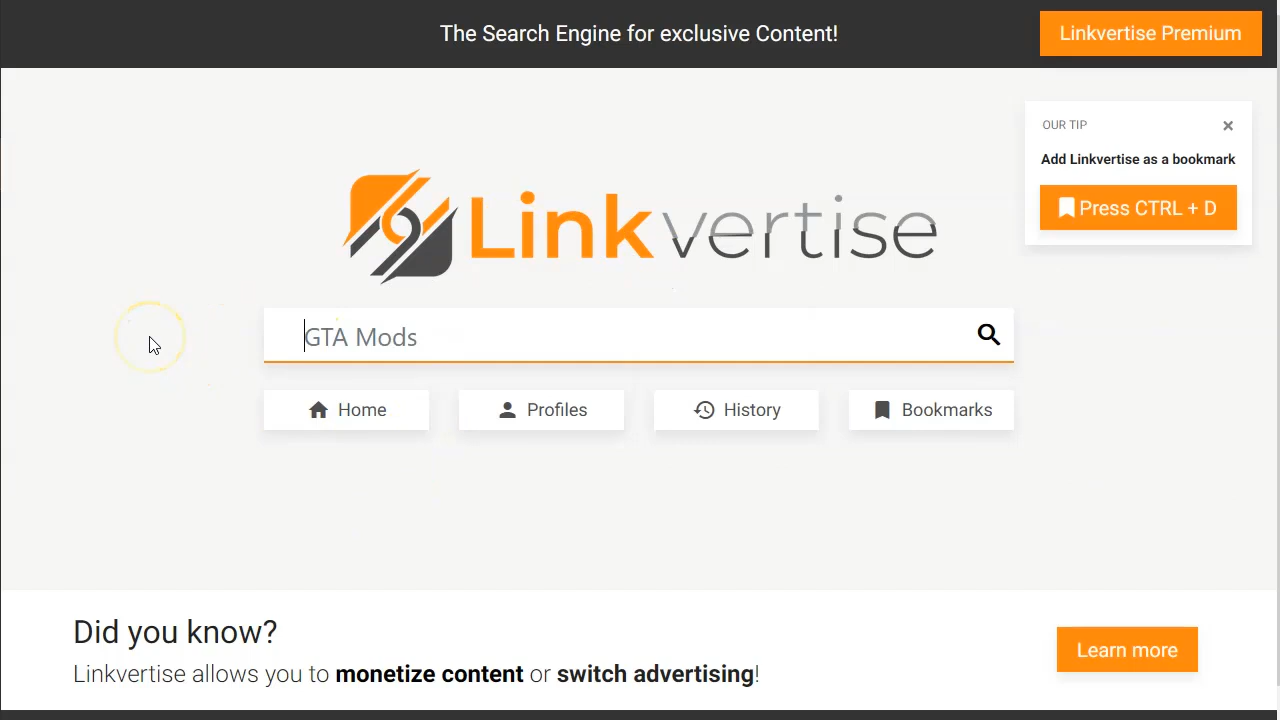 The Search Engine for exclusive Content!
Linkvertise Premium
OUR TIP
×
Add Linkvertise as a bookmark
Press CTRL + D
Linkvertise
GTA Mods
Home
Profiles
History
Bookmarks
Did you know?
Linkvertise allows you to monetize content or switch advertising!
Learn more